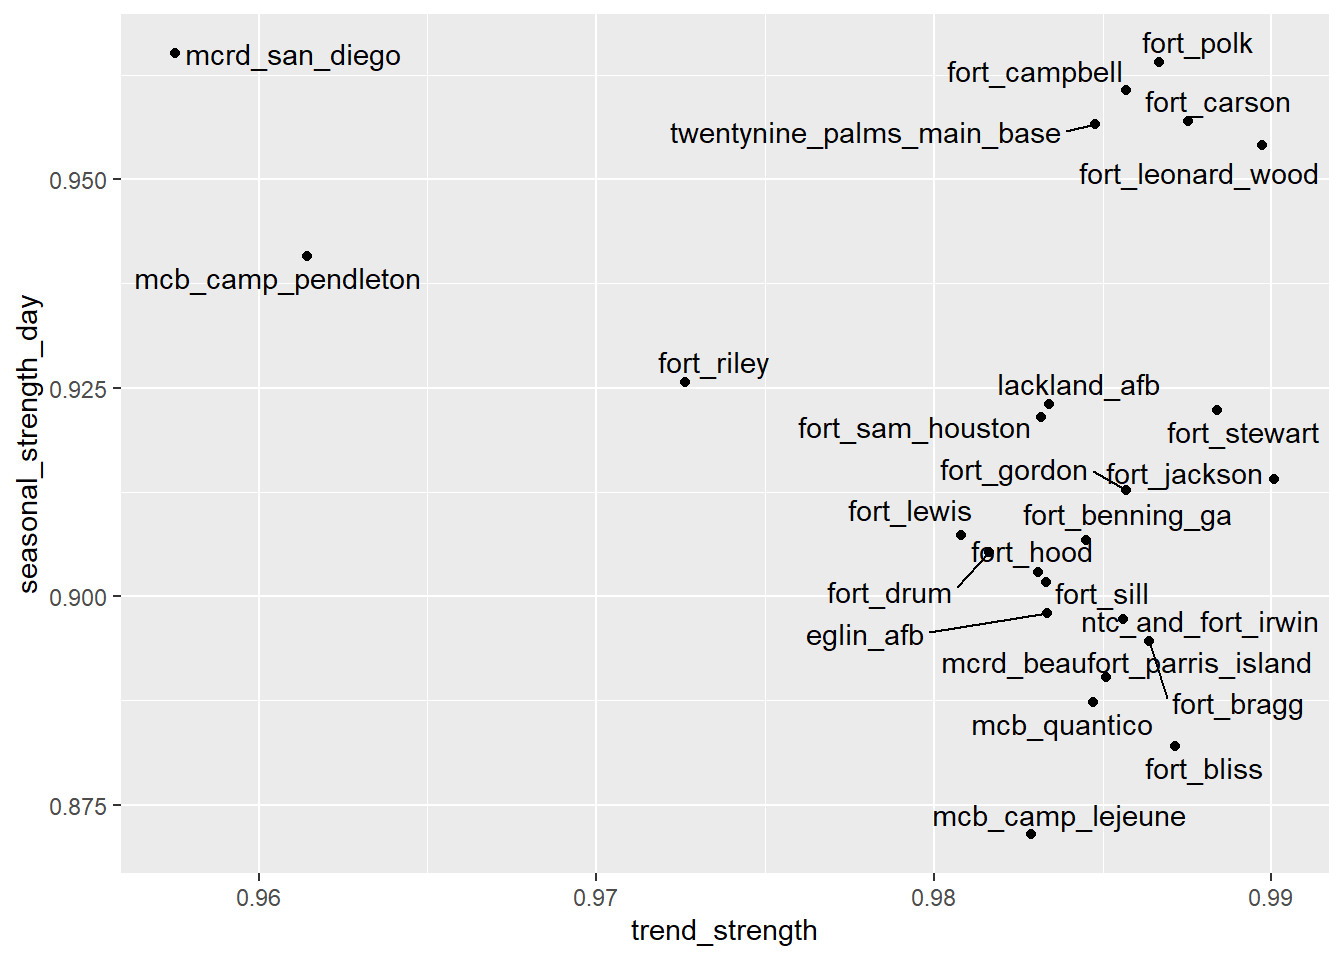 fort_polk
mcrd_san_diego
fort_campbell
fort_carson
twentynine_palms_main_base
fort_leonard_wood
0.950
mcb_camp_pendleton
fort_riley
lackland_afb
0.925
fort_sam_houston
fort_stewart
fort_gordon
fort_jackson
fort_lewis
fort_benning_ga
fort_hood
fort_drum
fort_sill
0.900
ntc_and_fort_irwin
eglin_afb
mcrd_beaufort_parris_island
fort_bragg
mcb_quantico
fort_bliss
0.875
mcb_camp_lejeune
seasonal_strength_day
0.96
0.97
0.98
0.99
trend_strength